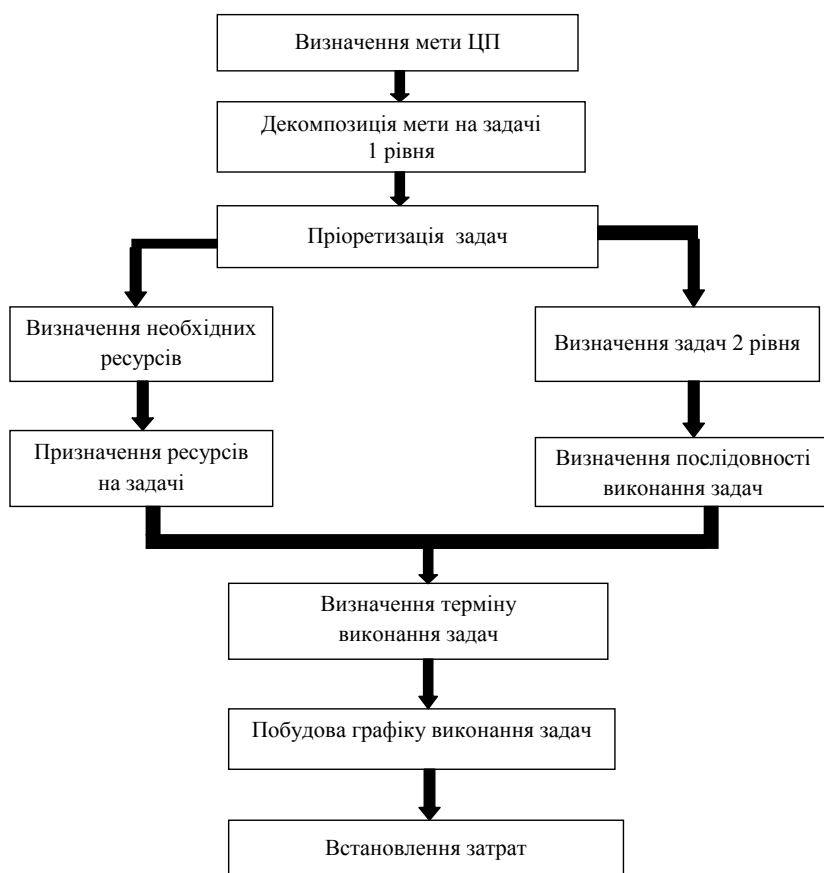 Визначення мети ЦП
Декомпозиція мети на задачі
1 рівня
Пріоретизація задач
Визначення необхідних
ресурсів
Визначення задач 2 рівня
Призначення ресурсів
на задачі
Визначення послідовності
виконання задач
Визначення терміну
виконання задач
Побудова графіку виконання задач
Встановлення затрат